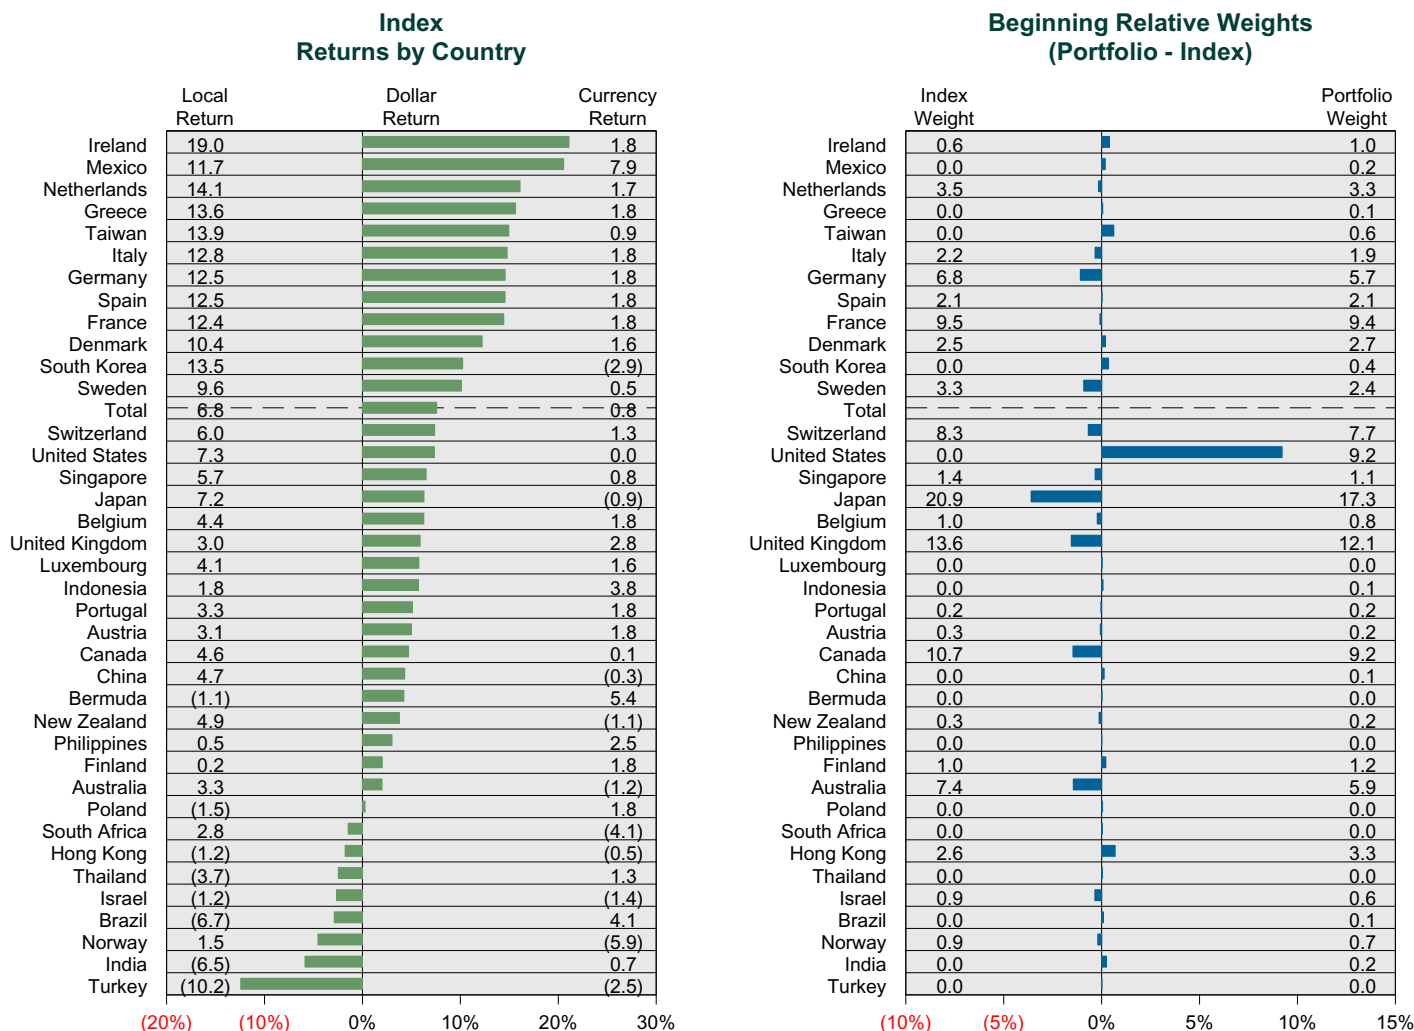 Index
Returns by Country
Local Return Dollar Return Currency Return
Ireland 19.0 1.8
Mexico 11.7 7.9
Netherlands 14.1 1.7
Greece 13.6 1.8
Taiwan 13.9 0.9
Italy 12.8 1.8
Germany 12.5 1.8
Spain 12.5 1.8
France 12.4 1.8
Denmark 10.4 1.6
South Korea 13.5 (2.9)
Sweden 9.6 0.5
Total 6.8 0.8
Switzerland 6.0 1.3
United States 7.3 0.0
Singapore 5.7 0.8
Japan 7.2 (0.9)
Belgium 4.4 1.8
United Kingdom 3.0 2.8
Luxembourg 4.1 1.6
Indonesia 1.8 3.8
Portugal 3.3 1.8
Austria 3.1 1.8
Canada 4.6 0.1
China 4.7 (0.3)
Bermuda (1.1) 5.4
New Zealand 4.9 (1.1)
Philippines 0.5 2.5
Finland 0.2 1.8
Australia 3.3 (1.2)
Poland (1.5) 1.8
South Africa 2.8 (4.1)
Hong Kong (1.2) (0.5)
Thailand (3.7) 1.3
Israel (1.2) (1.4)
Brazil (6.7) 4.1
Norway 1.5 (5.9)
India (6.5) 0.7
Turkey (10.2) (2.5)
(20%) (10%) 0% 10% 20% 30%
Beginning Relative Weights
(Portfolio - Index)
Index Weight Portfolio Weight
Ireland 0.6 1.0
Mexico 0.0 0.2
Netherlands 3.5 3.3
Greece 0.0 0.1
Taiwan 0.0 0.6
Italy 2.2 1.9
Germany 6.8 5.7
Spain 2.1 2.1
France 9.5 9.4
Denmark 2.5 2.7
South Korea 0.0 0.4
Sweden 3.3 2.4
Total
Switzerland 8.3 7.7
United States 0.0 9.2
Singapore 1.4 1.1
Japan 20.9 17.3
Belgium 1.0 0.8
United Kingdom 13.6 12.1
Luxembourg 0.0 0.0
Indonesia 0.0 0.1
Portugal 0.2 0.2
Austria 0.3 0.2
Canada 10.7 9.2
China 0.0 0.1
Bermuda 0.0 0.0
New Zealand 0.3 0.2
Philippines 0.0 0.0
Finland 1.0 1.2
Australia 7.4 5.9
Poland 0.0 0.0
South Africa 0.0 0.0
Hong Kong 2.6 3.3
Thailand 0.0 0.0
Israel 0.9 0.6
Brazil 0.0 0.1
Norway 0.9 0.7
India 0.0 0.2
Turkey 0.0 0.0
(10%) (5%) 0% 5% 10% 15%